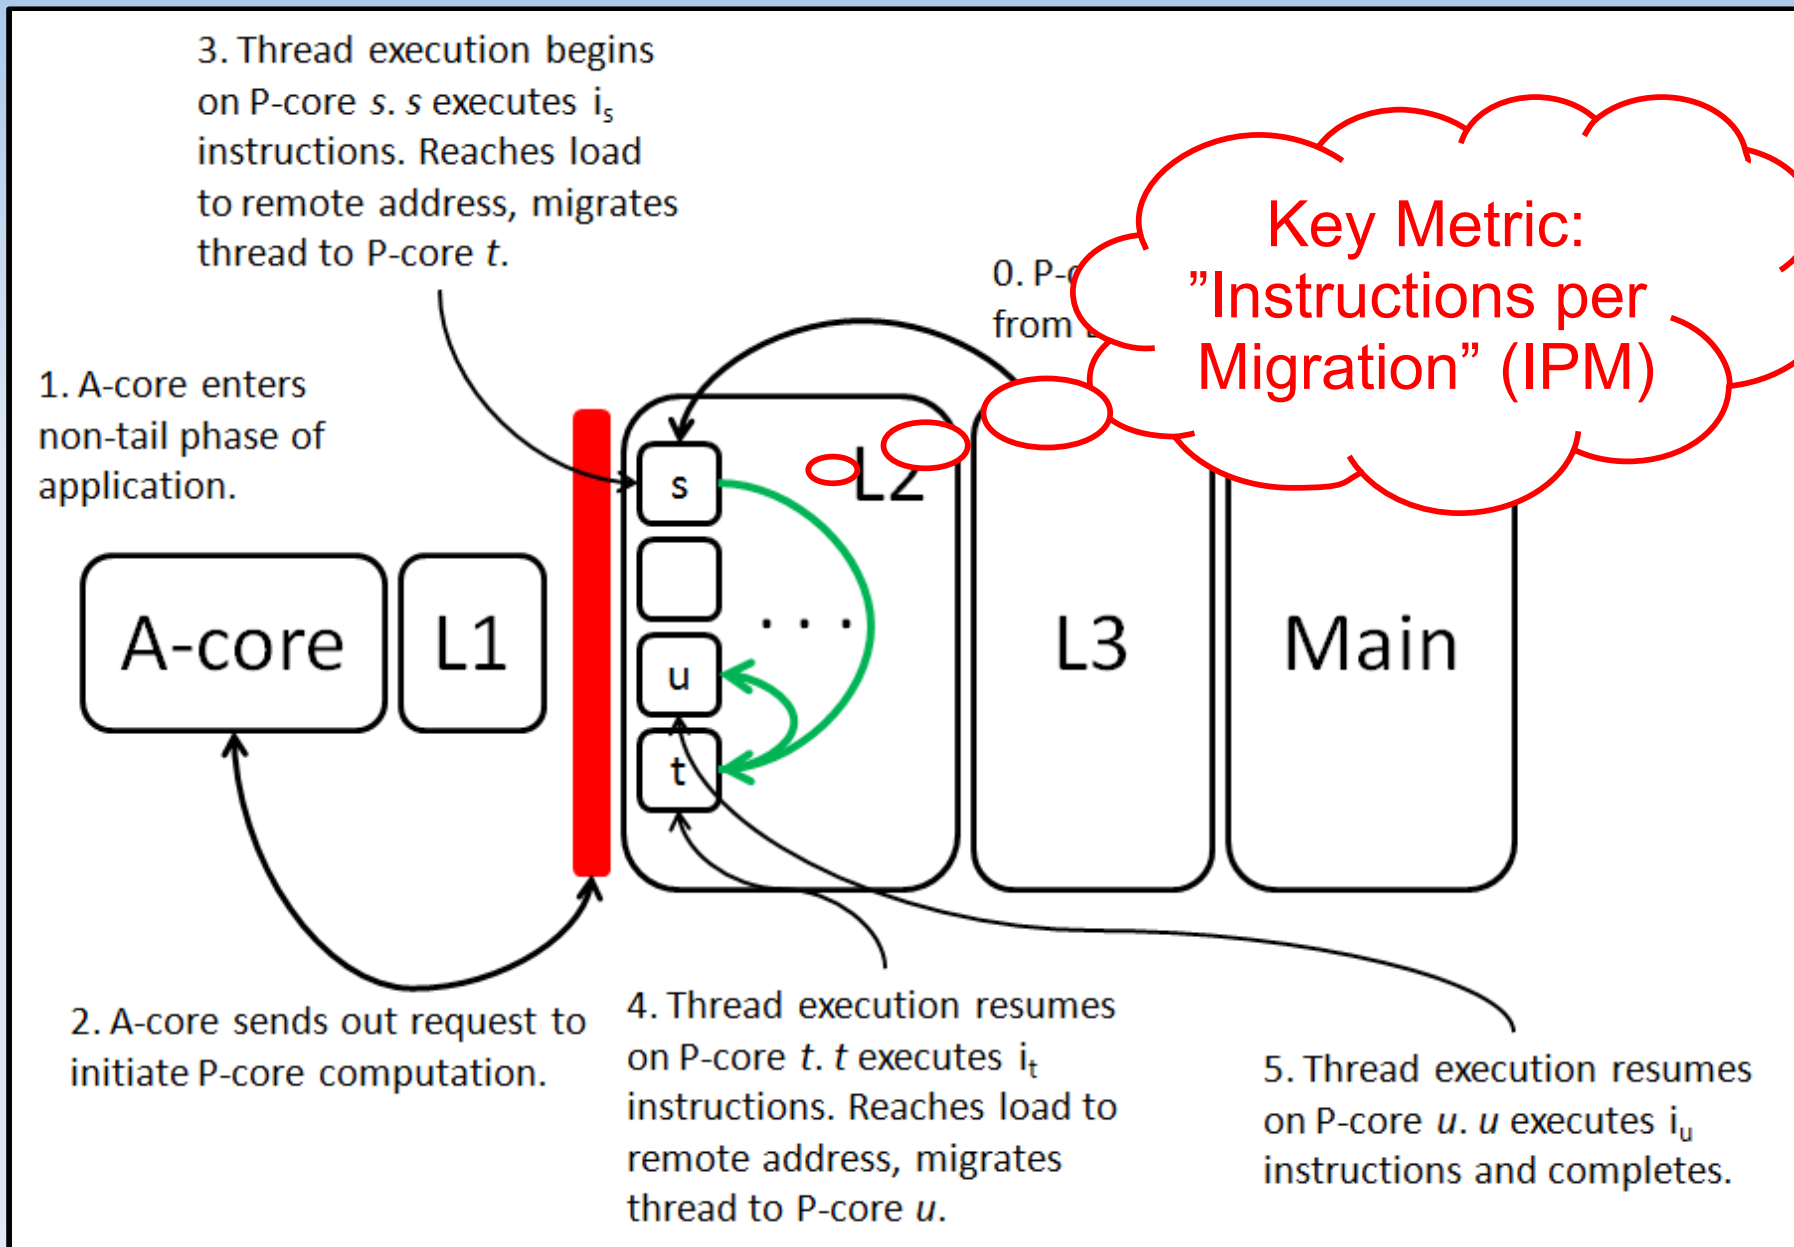 3. Thread execution begins
on P-core s. s executes iₛ
instructions. Reaches load
to remote address, migrates
thread to P-core t.
Key Metric:
”Instructions per
Migration” (IPM)
0.
from
1. A-core enters
non-tail phase of
application.
s
L2
A-core
L1
. . .
L3
Main
u
t
2. A-core sends out request to
initiate P-core computation.
4. Thread execution resumes
on P-core t. t executes iₜ
instructions. Reaches load to
remote address, migrates
thread to P-core u.
5. Thread execution resumes
on P-core u. u executes iᵤ
instructions and completes.